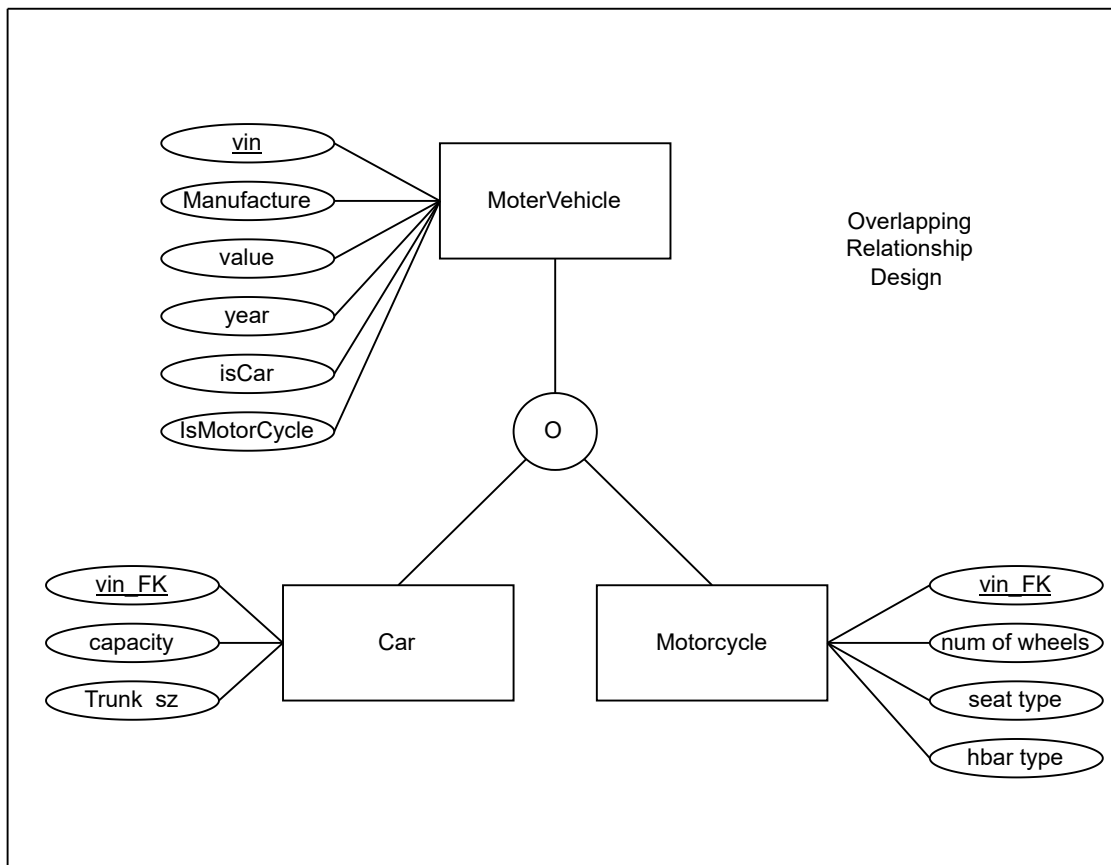 vin
Manufacture
value
year
isCar
IsMotorCycle
MoterVehicle
Overlapping
Relationship
Design
O
vin_FK
capacity
Trunk sz
Car
Motorcycle
vin_FK
num of wheels
seat type
hbar type